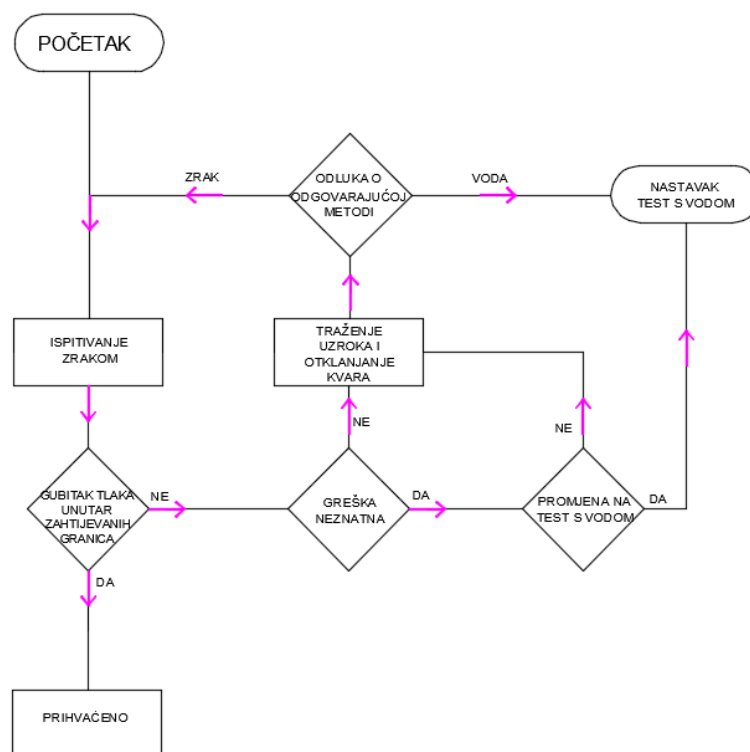 POČETAK
ZRAK
ODLUKA O
ODGOVARAJUĆOJ
METODI
VODA
NASTAVAK
TEST S VODOM
ISPITIVANJE
ZRAKOM
TRAŽENJE
UZROKA I
OTKLANJANJE
KVARA
NE
NE
GUBITAK TLAKA
UNUTAR
ZAHTIJEVANIH
GRANICA
NE
GREŠKA
NEZNATNA
DA
PROMJENA NA
TEST S VODOM
DA
DA
PRIHVAĆENO